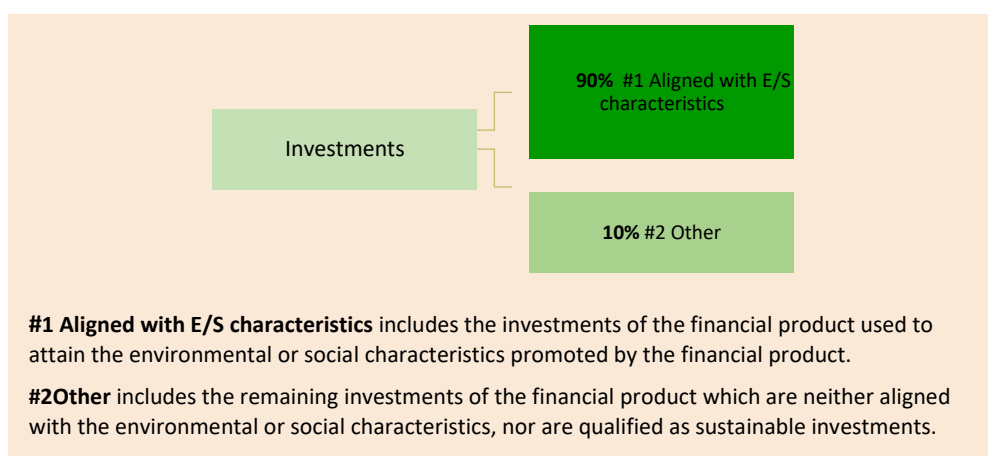 90% #1 Aligned with E/S
characteristics
Investments
10% #2 Other
#1 Aligned with E/S characteristics includes the investments of the financial product used to
attain the environmental or social characteristics promoted by the financial product.
#2Other includes the remaining investments of the financial product which are neither aligned
with the environmental or social characteristics, nor are qualified as sustainable investments.